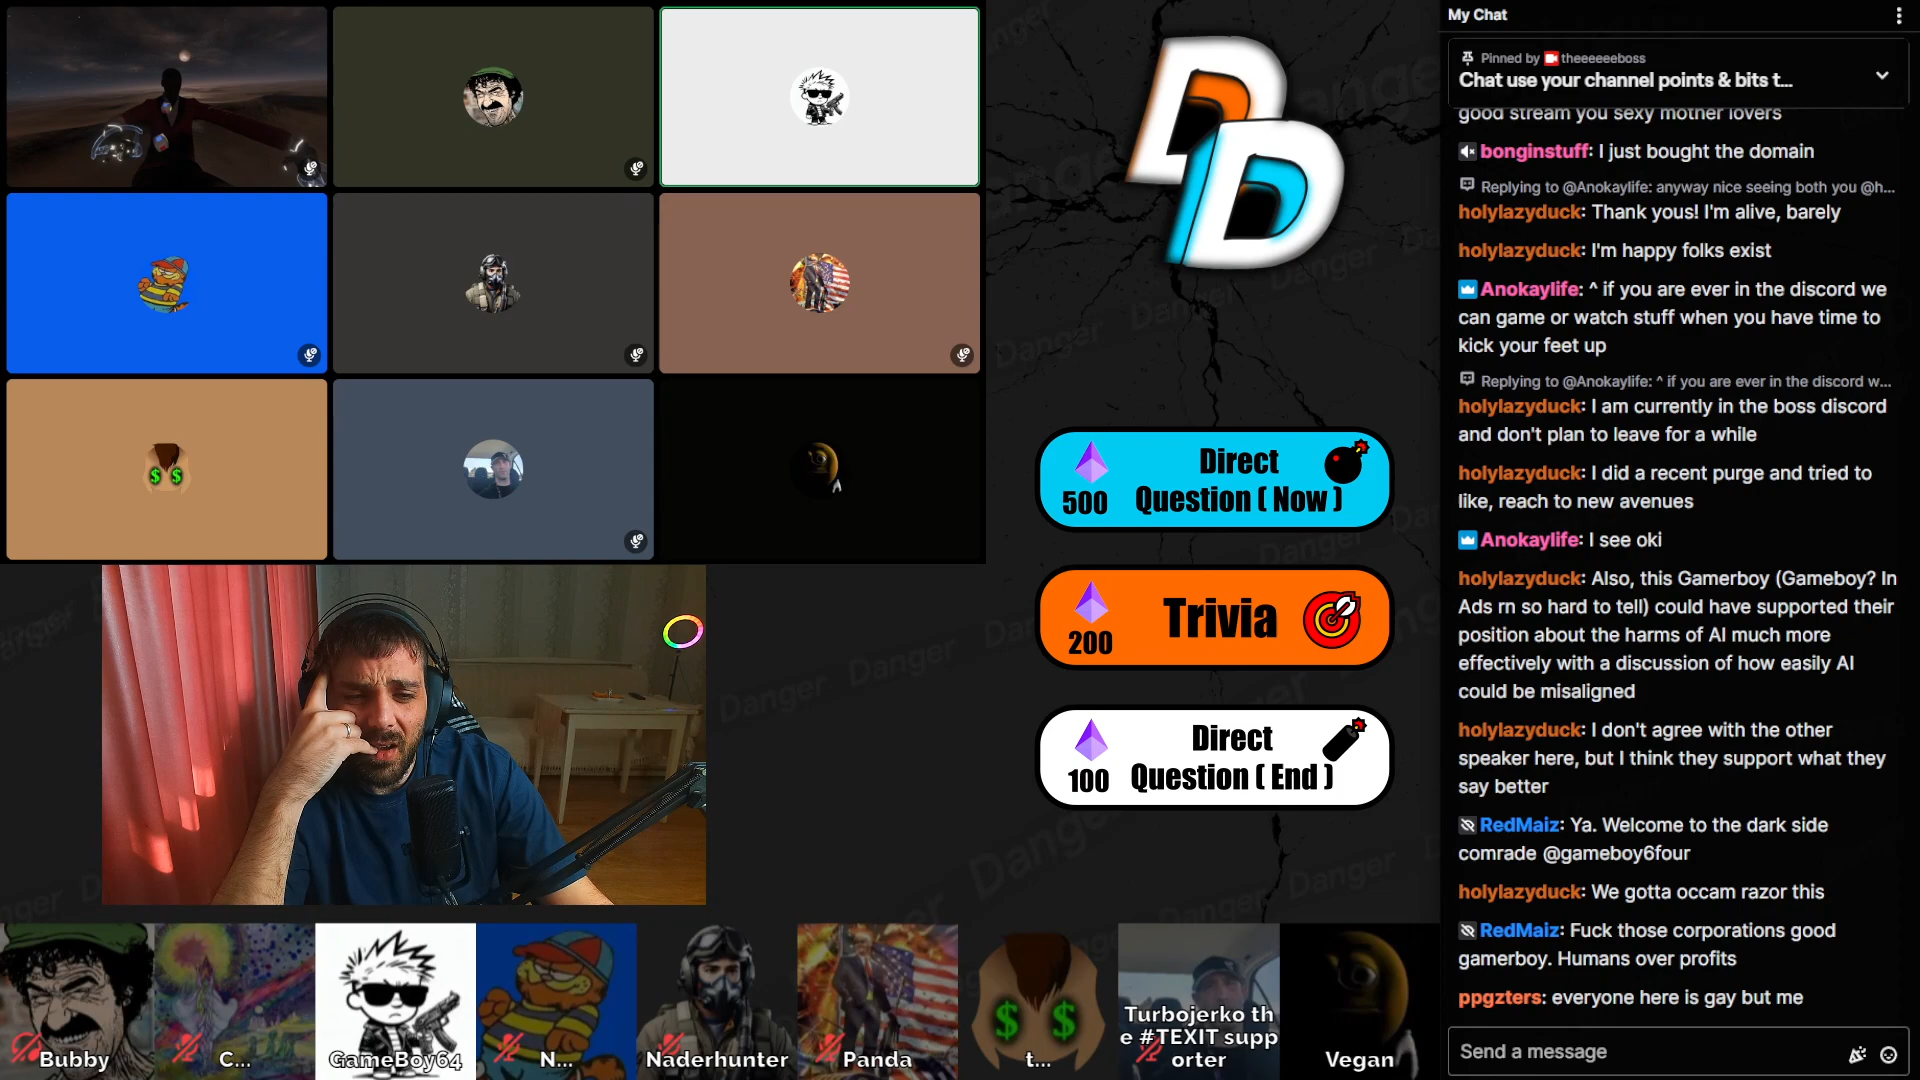 My Chat
Pinned by theeeeeeboss
Chat use your channel points & bits t...
good stream you sexy mother lovers
bonginstuff: I just bought the domain
Replying to @Anokaylife: anyway nice seeing both you @h...
holylazyduck: Thank yous! I'm alive, barely
holylazyduck: I'm happy folks exist
Anokaylife: ^ if you are ever in the discord we
can game or watch stuff when you have time to
kick your feet up
Replying to @Anokaylife: ^ if you are ever in the discord w...
holylazyduck: I am currently in the boss discord
and don't plan to leave for a while
holylazyduck: I did a recent purge and tried to
like, reach to new avenues
Anokaylife: I see oki
holylazyduck: Also, this Gamerboy (Gameboy? In
Ads rn so hard to tell) could have supported their
position about the harms of AI much more
effectively with a discussion of how easily AI
could be misaligned
holylazyduck: I don't agree with the other
speaker here, but I think they support what they
say better
RedMaiz: Ya. Welcome to the dark side
comrade @gameboy6four
holylazyduck: We gotta occam razor this
RedMaiz: Fuck those corporations good
gamerboy. Humans over profits
ppgzters: everyone here is gay but me
Send a message
DD
500
Direct
Question ( Now )
200
Trivia
100
Direct
Question ( End )
Danger
Danger
Danger
Danger
Danger
Danger
Danger
Bubby
C...
GameBoy64
N...
Naderhunter
Panda
t...
Turbojerko th
e #TEXIT supp
orter
Vegan